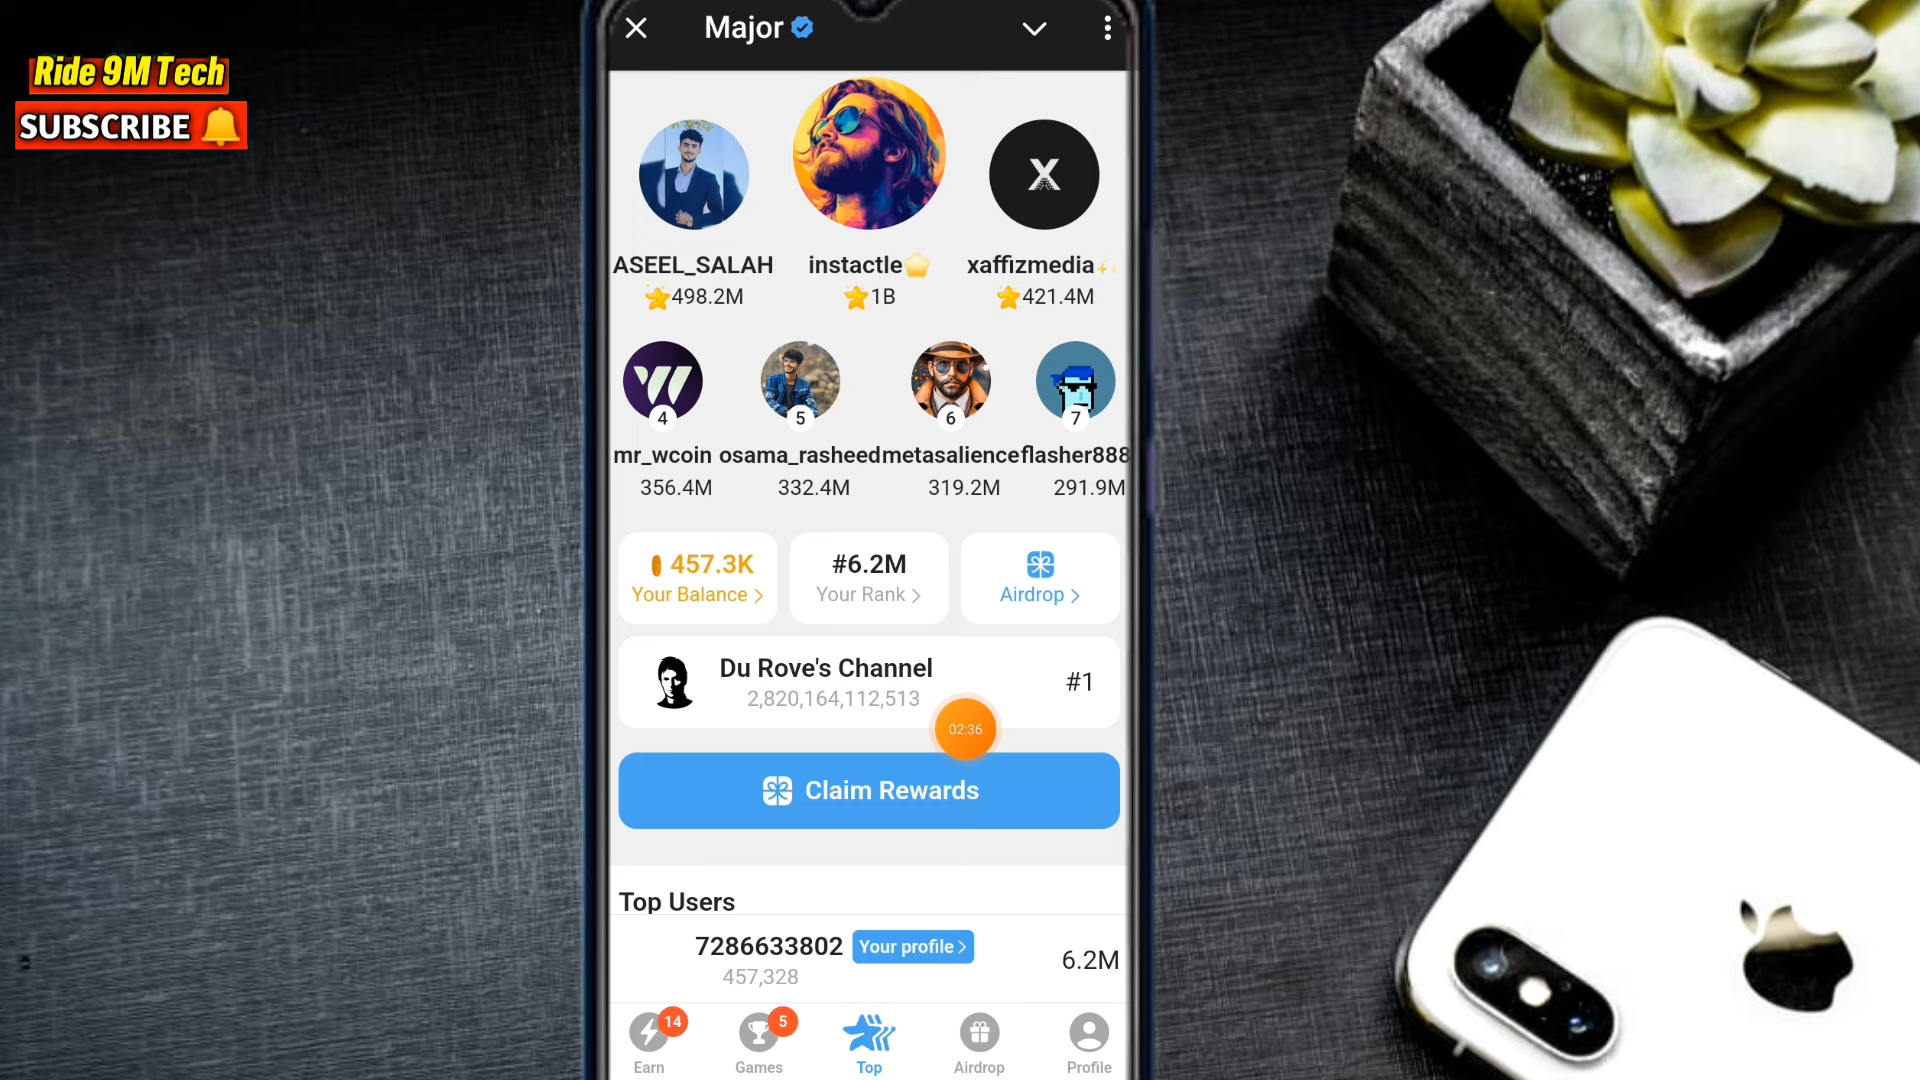 Ride 9M Tech
SUBSCRIBE
Major
X
ASEEL_SALAH
instactle
xaffizmedia
498.2M
1B
421.4M
4
5
6
7
mr_wcoin
osama_rasheed
metasalience
flasher888
356.4M
332.4M
319.2M
291.9M
457.3K
#6.2M
Your Balance >
Your Rank >
Airdrop >
Du Rove's Channel
2,820,164,112,513
#1
02:36
Claim Rewards
Top Users
7286633802
Your profile >
457,328
6.2M
14
5
Earn
Games
Top
Airdrop
Profile